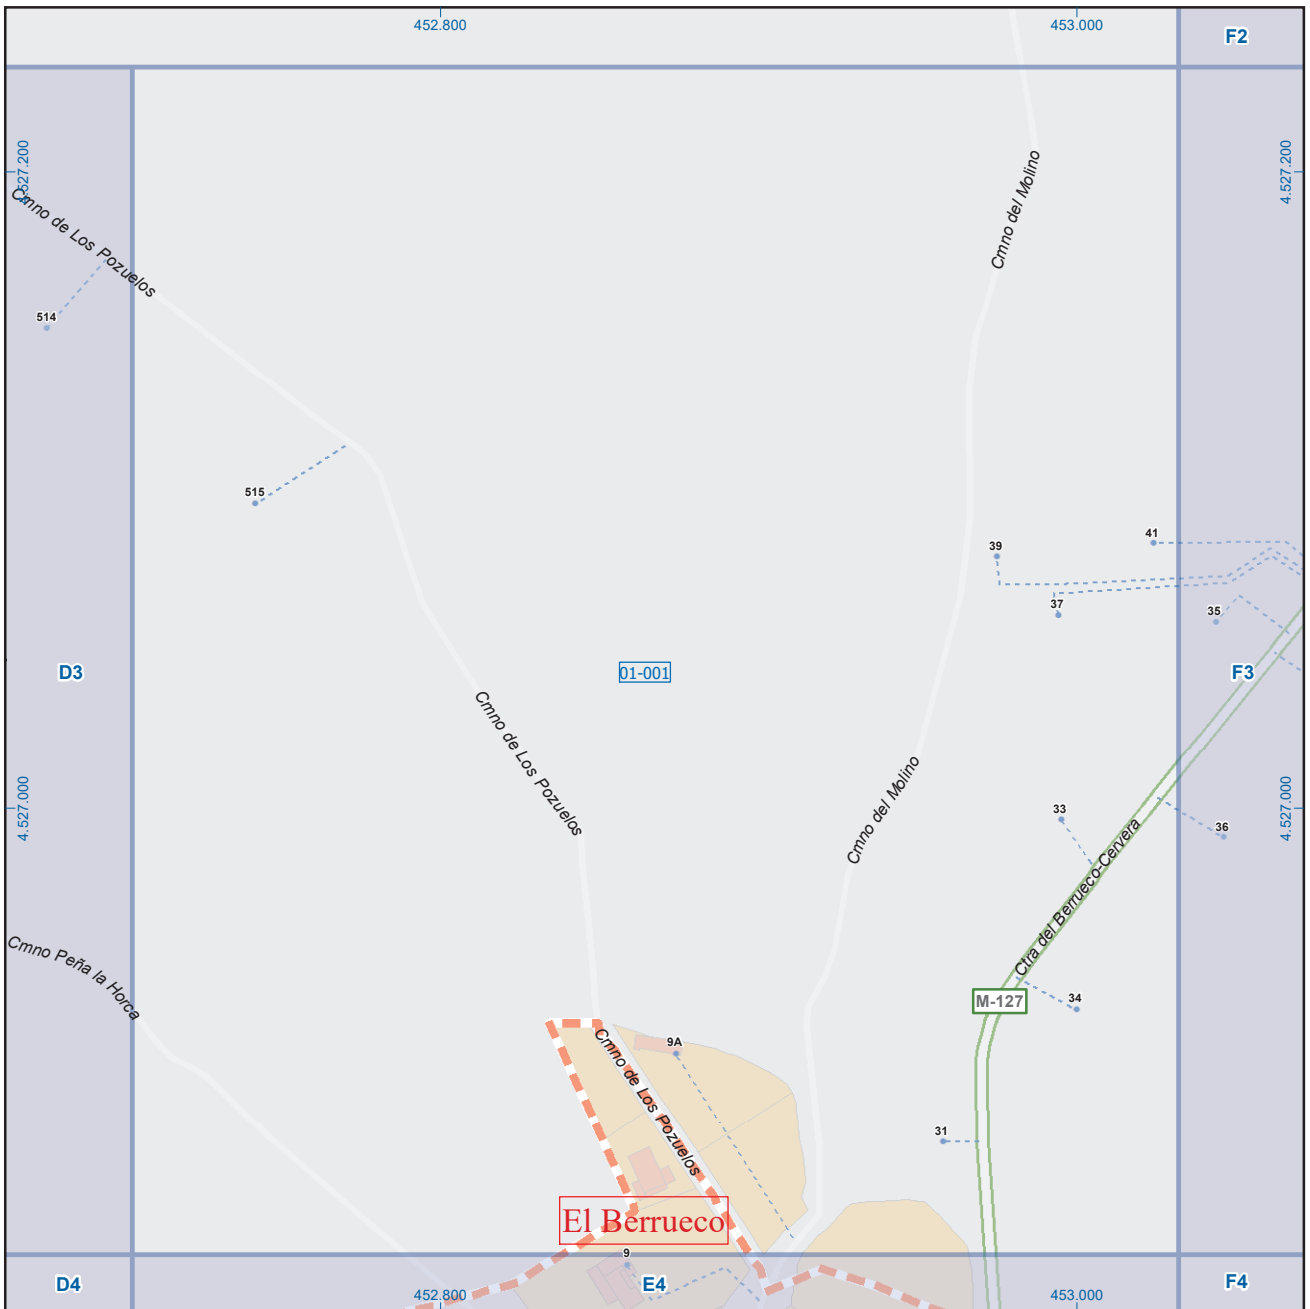 452.800
453.000
F2
4.527.200
4.527.200
Cmno de Los Pozuelos
Cmno del Molino
514
515
39
41
37
35
D3
01-001
F3
Cmno de Los Pozuelos
Cmno del Molino
4.527.000
4.527.000
33
36
Ctra del Berrueco-Cervera
Cmno Peña la Horca
M-127
34
9A
Cmno de Los Pozuelos
31
El Berrueco
9
D4
E4
F4
452.800
453.000